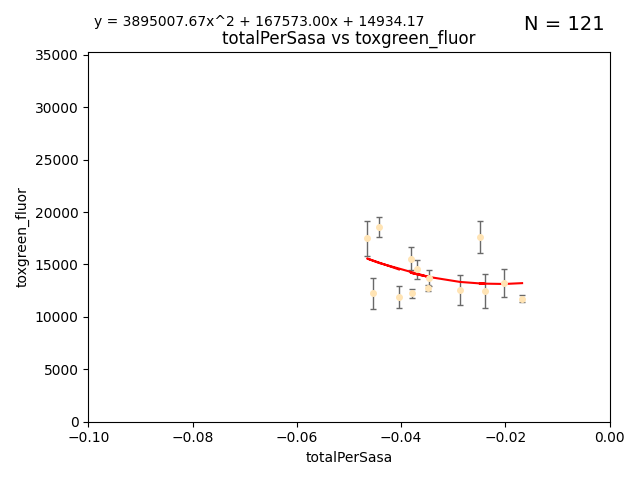 y = 3895007.67x^2 + 167573.00x + 14934.17
N = 121
totalPerSasa vs toxgreen_fluor
35000
30000
25000
20000
15000
10000
5000
0
toxgreen_fluor
−0.10
−0.08
−0.06
−0.04
−0.02
0.00
totalPerSasa